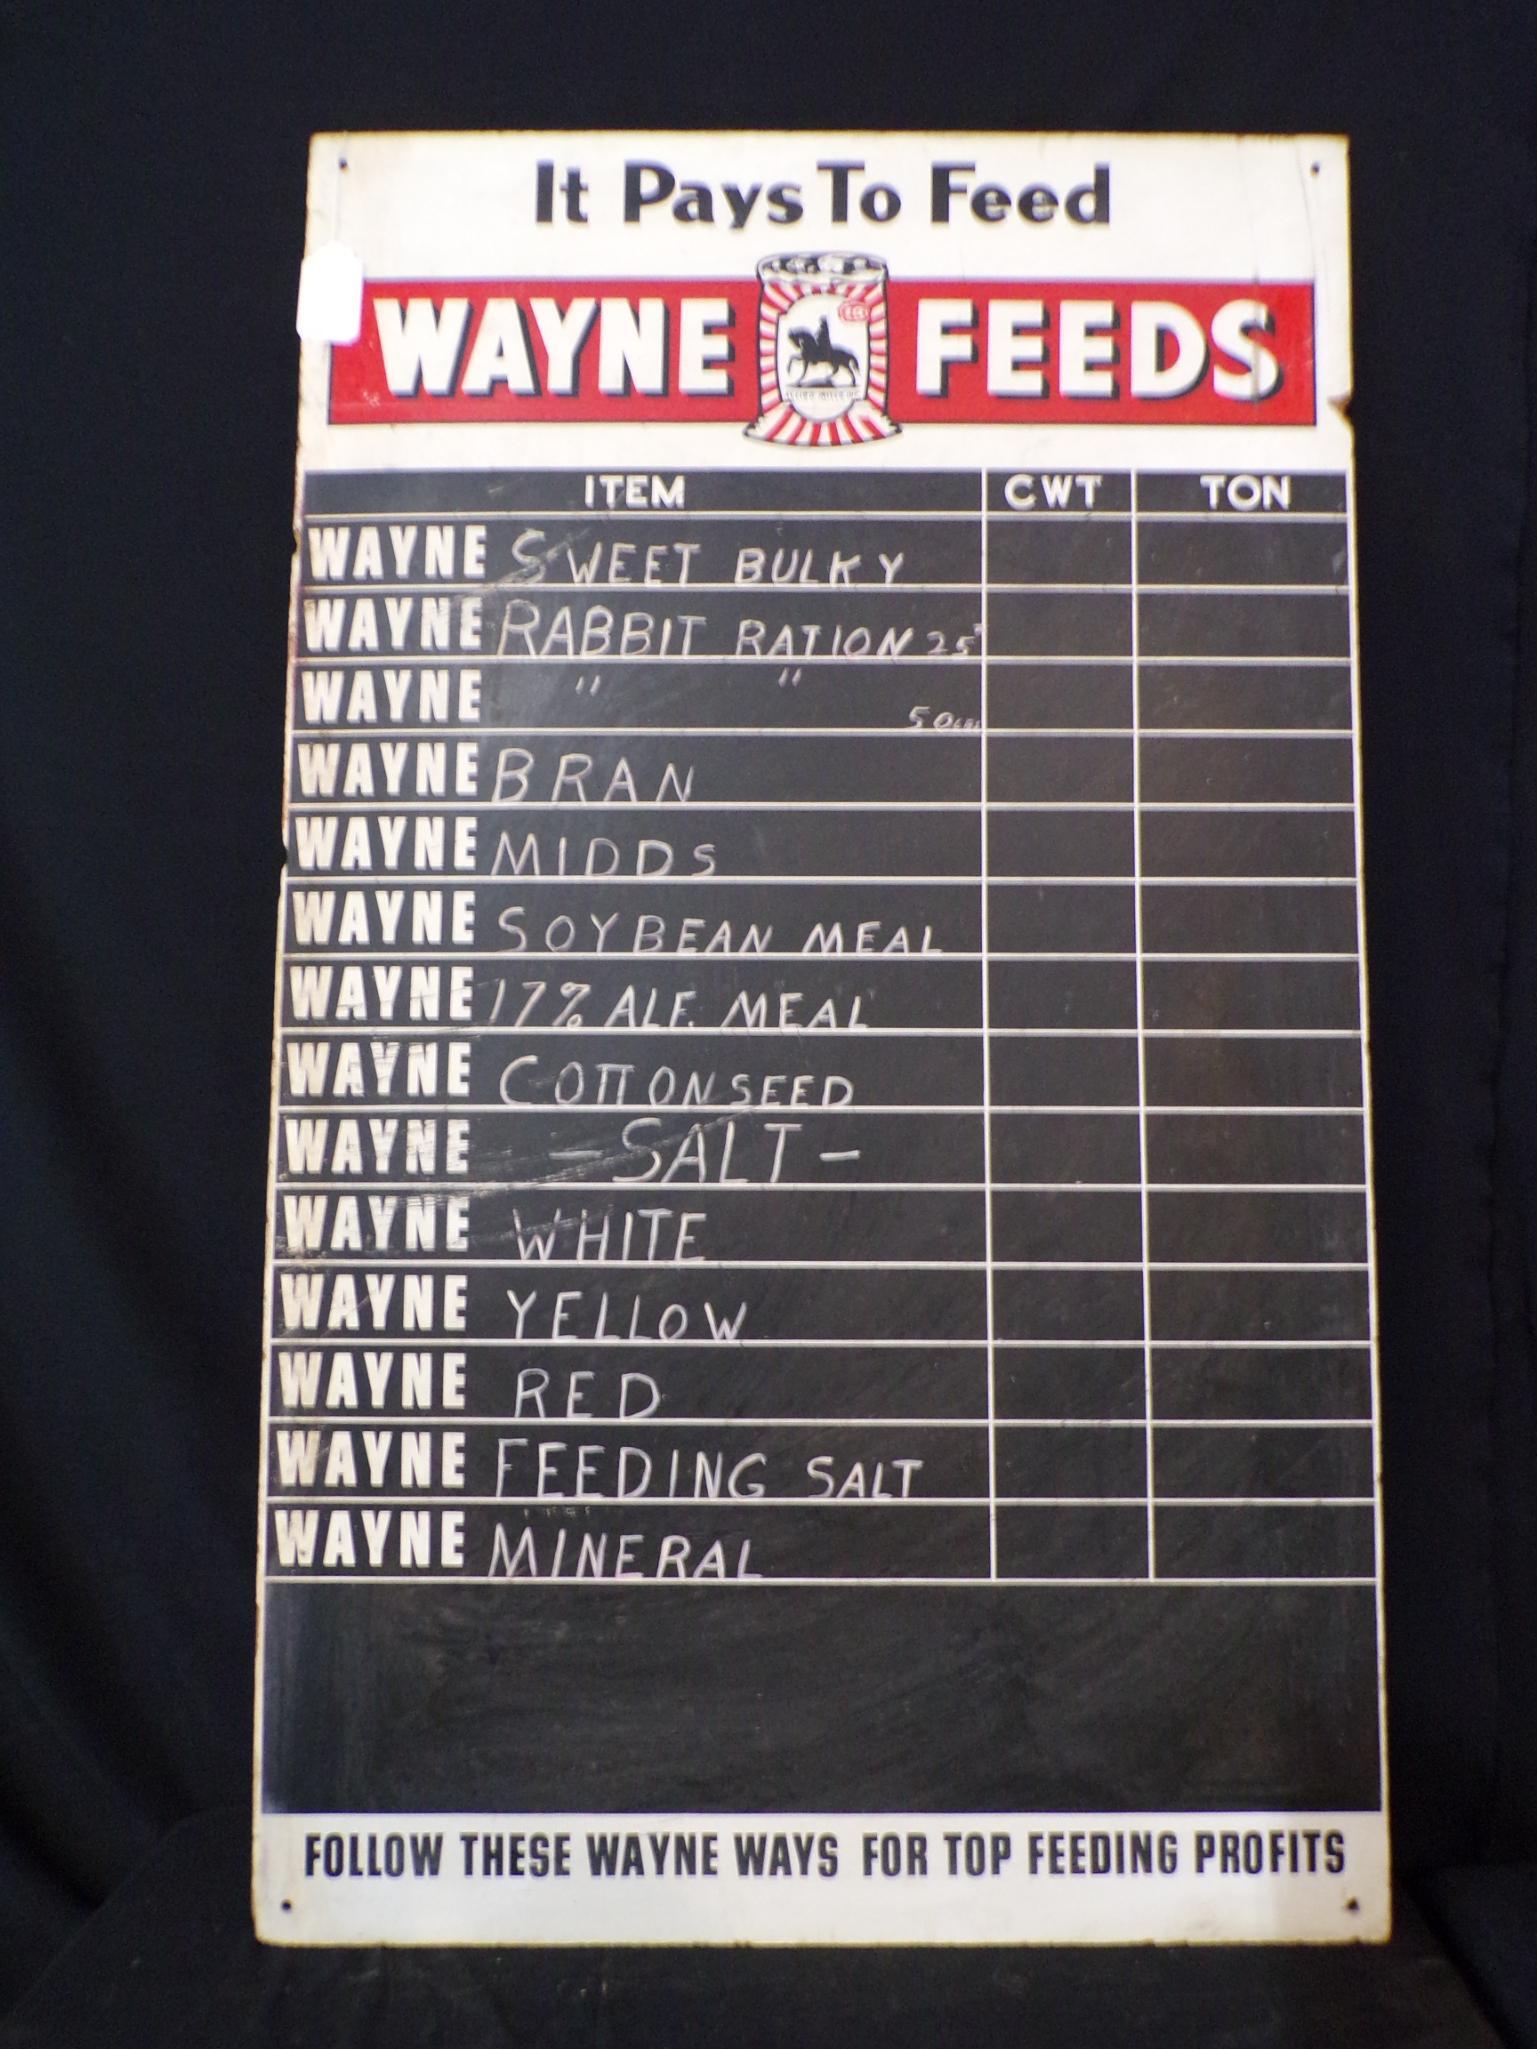 It Pays To Feed
WAYNE FEEDS
ITEM CWT TON
WAYNE SWEET BULKY
WAYNE RABBIT RATION 25
WAYNE " " 50 LBS
WAYNE BRAN
WAYNE MIDDS
WAYNE SOYBEAN MEAL
WAYNE 17% ALF. MEAL
WAYNE COTTONSEED
WAYNE - SALT -
WAYNE WHITE
WAYNE YELLOW
WAYNE RED
WAYNE FEEDING SALT
WAYNE MINERAL
FOLLOW THESE WAYNE WAYS FOR TOP FEEDING PROFITS